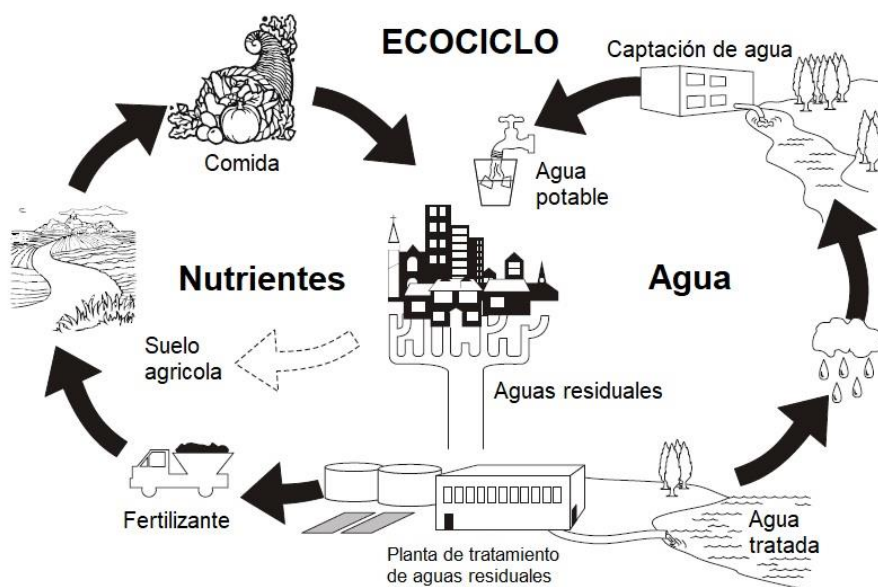 ECOCICLO
Captación de agua
Comida
Agua
potable
Nutrientes
Agua
Suelo
agricola
Aguas residuales
Fertilizante
Agua
tratada
Planta de tratamiento
de aguas residuales